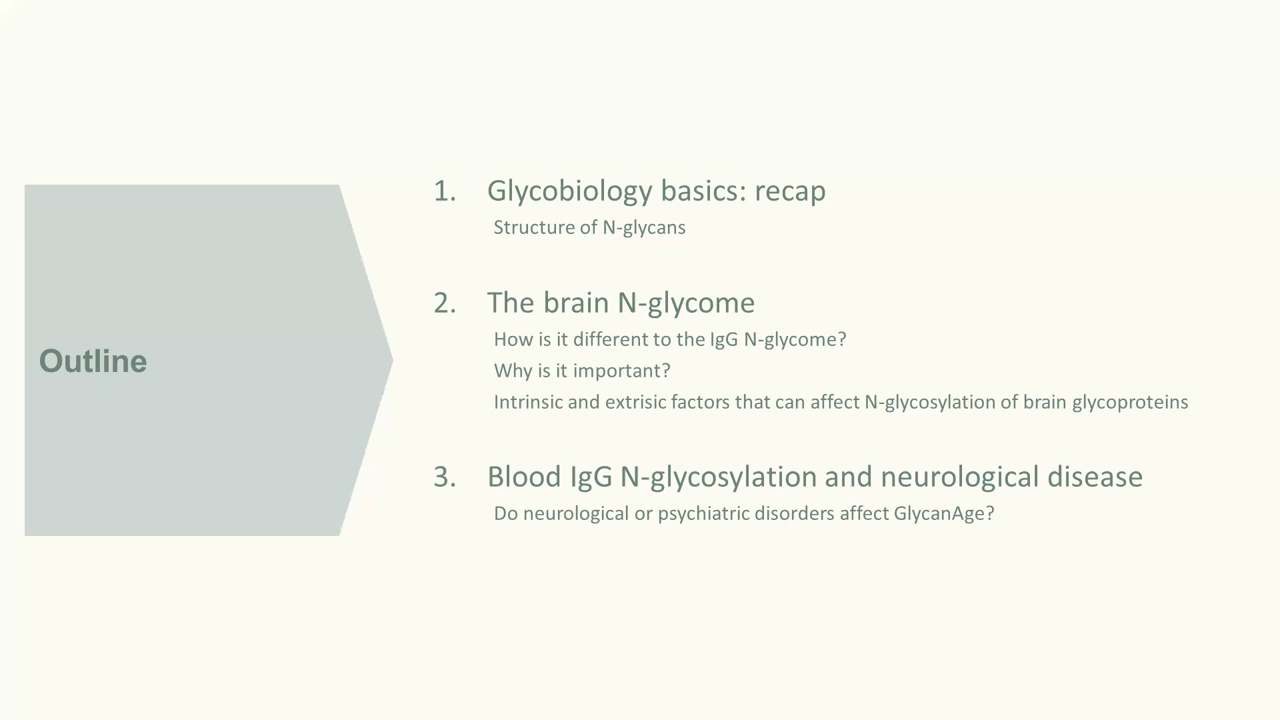 Outline
1. Glycobiology basics: recap
Structure of N-glycans
2. The brain N-glycome
How is it different to the IgG N-glycome?
Why is it important?
Intrinsic and extrisic factors that can affect N-glycosylation of brain glycoproteins
3. Blood IgG N-glycosylation and neurological disease
Do neurological or psychiatric disorders affect GlycanAge?